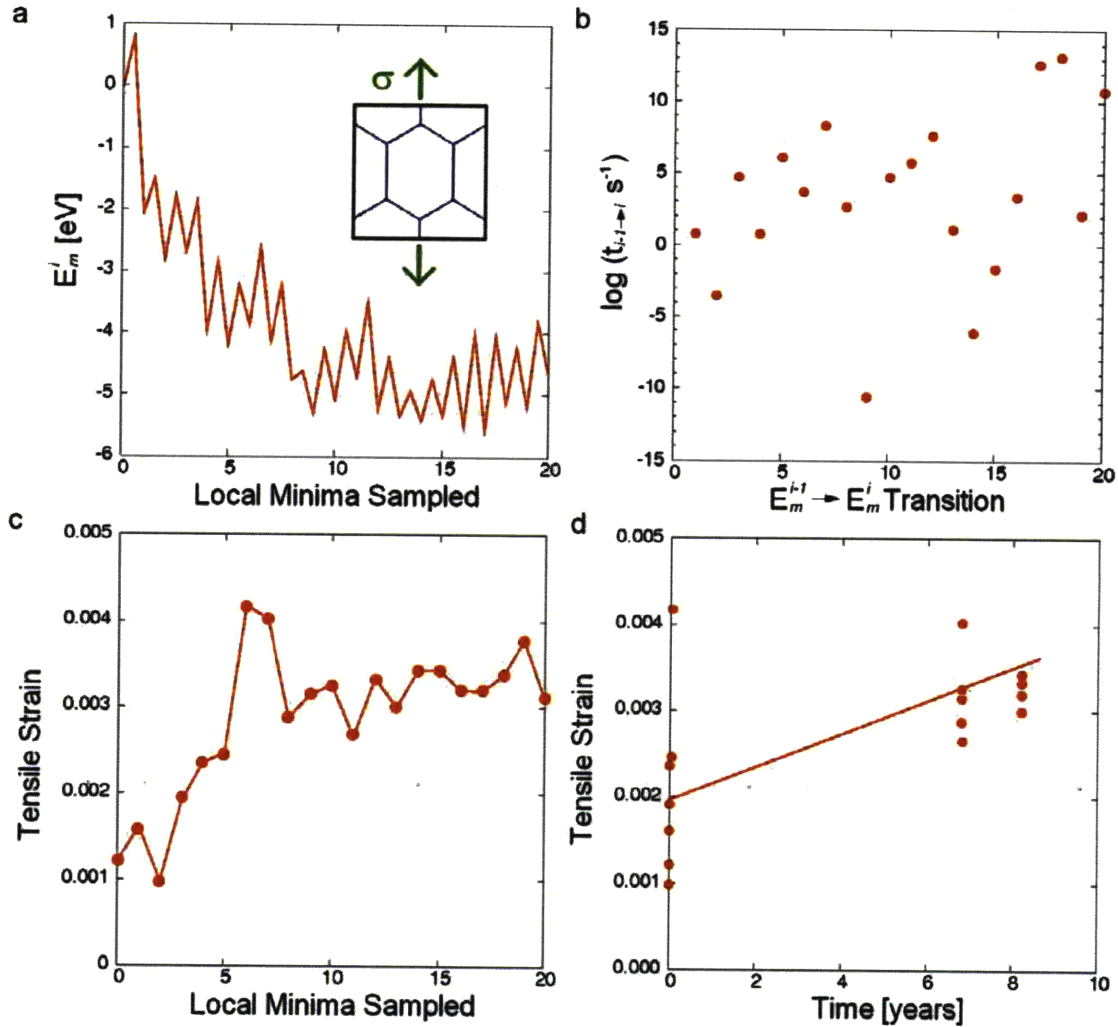 a
1
0
-1
-2
-3
-4
-5
-6
E_m^i [eV]
σ
0 5 10 15 20
Local Minima Sampled
b
15
10
5
0
-5
-10
-15
log (t_{i-1→i} s⁻¹)
0 5 10 15 20
E_m^{i-1} → E_m^i Transition
c
0.005
0.004
0.003
0.002
0.001
0
Tensile Strain
0 5 10 15 20
Local Minima Sampled
d
0.005
0.004
0.003
0.002
0.001
0.000
Tensile Strain
0 2 4 6 8 10
Time [years]